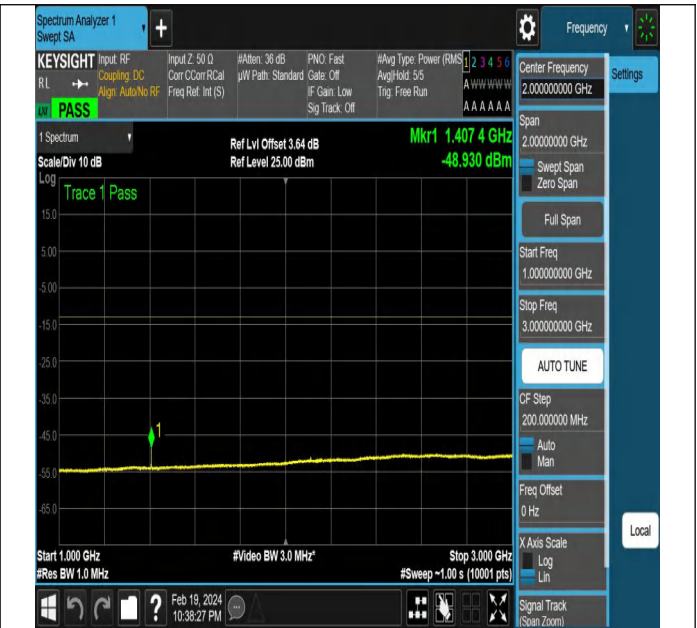 Spectrum Analyzer 1
Swept SA
+
Frequency
KEYSIGHT
RL
PASS
Input: RF
Coupling: DC
Align: Auto/No RF
Input Z: 50 Ω
Corr CCorr RCal
Freq Ref: Int (S)
#Atten: 36 dB
µW Path: Standard
PNO: Fast
Gate: Off
IF Gain: Low
Sig Track: Off
#Avg Type: Power (RMS
Avg|Hold: 5/5
Trig: Free Run
1 2 3 4 5 6
A W W W W W
A A A A A A
1 Spectrum
Scale/Div 10 dB
Ref Lvl Offset 3.64 dB
Ref Level 25.00 dBm
Mkr1 1.407 4 GHz
-48.930 dBm
Log
Trace 1 Pass
15.0
5.00
-5.00
-15.0
-25.0
-35.0
-45.0
-55.0
-65.0
1
Start 1.000 GHz
#Res BW 1.0 MHz
#Video BW 3.0 MHz*
Stop 3.000 GHz
#Sweep ~1.00 s (10001 pts)
Feb 19, 2024
10:38:27 PM
Center Frequency
2.000000000 GHz
Span
2.00000000 GHz
Swept Span
Zero Span
Full Span
Start Freq
1.000000000 GHz
Stop Freq
3.000000000 GHz
AUTO TUNE
CF Step
200.000000 MHz
Auto
Man
Freq Offset
0 Hz
X Axis Scale
Log
Lin
Signal Track
(Span Zoom)
Settings
Local